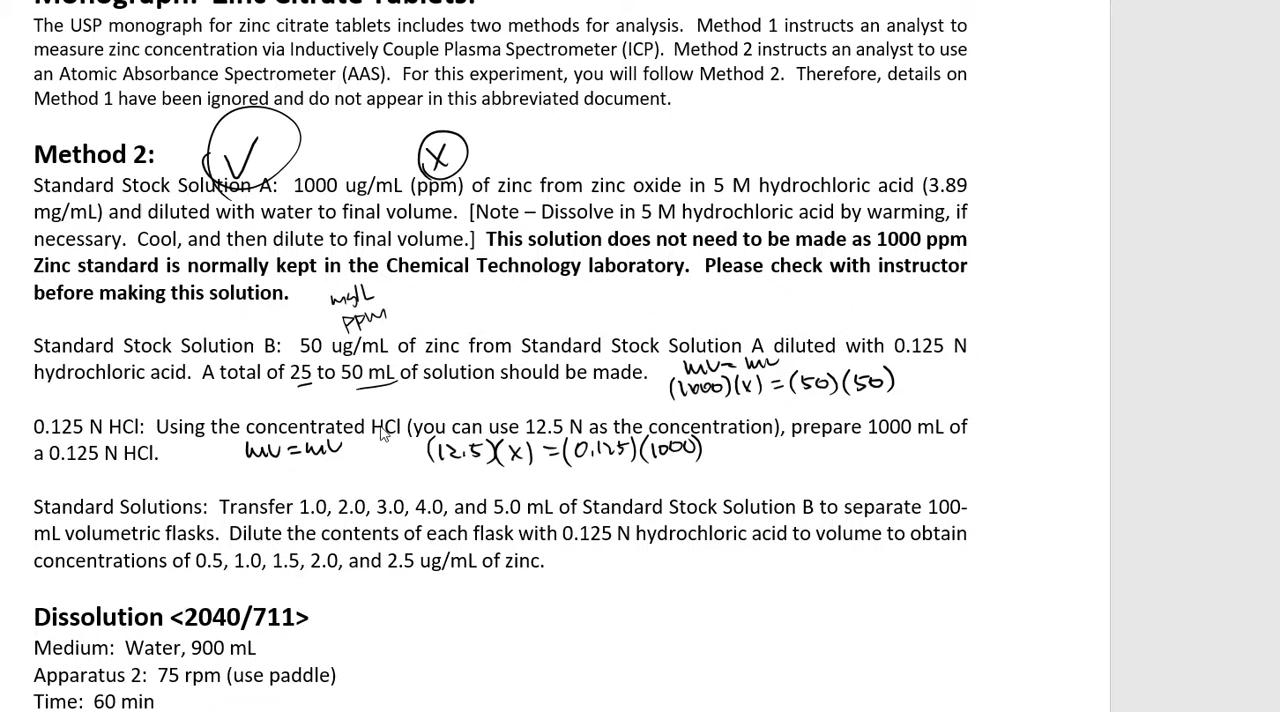 Monograph: Zinc Citrate Tablets:
The USP monograph for zinc citrate tablets includes two methods for analysis. Method 1 instructs an analyst to
measure zinc concentration via Inductively Couple Plasma Spectrometer (ICP). Method 2 instructs an analyst to use
an Atomic Absorbance Spectrometer (AAS). For this experiment, you will follow Method 2. Therefore, details on
Method 1 have been ignored and do not appear in this abbreviated document.
V X
Method 2:
Standard Stock Solution A: 1000 ug/mL (ppm) of zinc from zinc oxide in 5 M hydrochloric acid (3.89
mg/mL) and diluted with water to final volume. [Note – Dissolve in 5 M hydrochloric acid by warming, if
necessary. Cool, and then dilute to final volume.] This solution does not need to be made as 1000 ppm
Zinc standard is normally kept in the Chemical Technology laboratory. Please check with instructor
before making this solution.
mg/L
PPM
Standard Stock Solution B: 50 ug/mL of zinc from Standard Stock Solution A diluted with 0.125 N
hydrochloric acid. A total of 25 to 50 mL of solution should be made.
MV = MV
(1000)(x) = (50)(50)
0.125 N HCl: Using the concentrated HCl (you can use 12.5 N as the concentration), prepare 1000 mL of
a 0.125 N HCl.
MV = MV (12.5)(x) = (0.125)(1000)
Standard Solutions: Transfer 1.0, 2.0, 3.0, 4.0, and 5.0 mL of Standard Stock Solution B to separate 100-
mL volumetric flasks. Dilute the contents of each flask with 0.125 N hydrochloric acid to volume to obtain
concentrations of 0.5, 1.0, 1.5, 2.0, and 2.5 ug/mL of zinc.
Dissolution <2040/711>
Medium: Water, 900 mL
Apparatus 2: 75 rpm (use paddle)
Time: 60 min